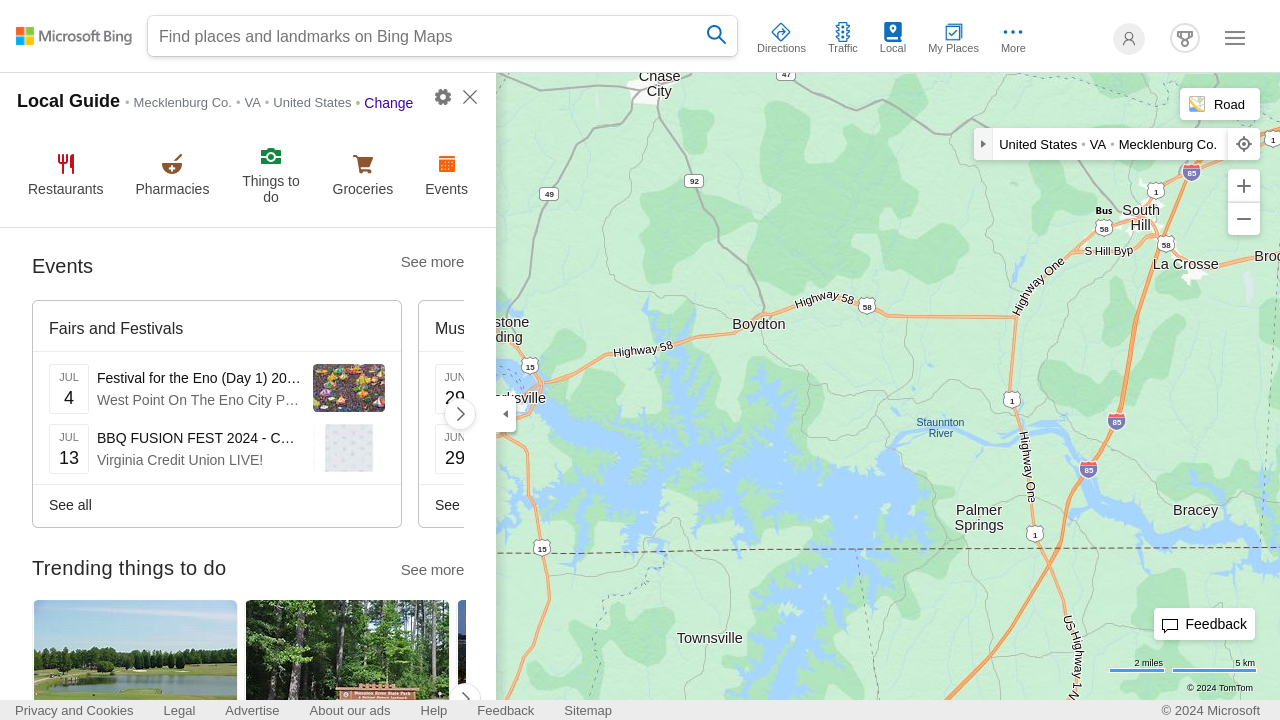 Microsoft Bing
Find places and landmarks on Bing Maps
Directions
Traffic
Local
My Places
More
Local Guide • Mecklenburg Co. • VA • United States • Change
Restaurants
Pharmacies
Things to
do
Groceries
Events
Events
See more
Fairs and Festivals
JUL
4
Festival for the Eno (Day 1) 20…
West Point On The Eno City P…
JUL
13
BBQ FUSION FEST 2024 - C…
Virginia Credit Union LIVE!
See all
Mus
JUN
29
JUN
29
See
Trending things to do
See more
Road
United States • VA • Mecklenburg Co.
Chase
City
47
49
92
1
85
1
South
Hill
Bus
58
58
S Hill Byp
La Crosse
Highway One
Highway 58
58
Boydton
Highway 58
stone
ding
15
ksville
1
Staunnton
River
85
85
Highway One
Palmer
Springs
Bracey
1
15
Townsville
US Highway 1 N
Feedback
2 miles
5 km
© 2024 TomTom
Privacy and Cookies
Legal
Advertise
About our ads
Help
Feedback
Sitemap
© 2024 Microsoft